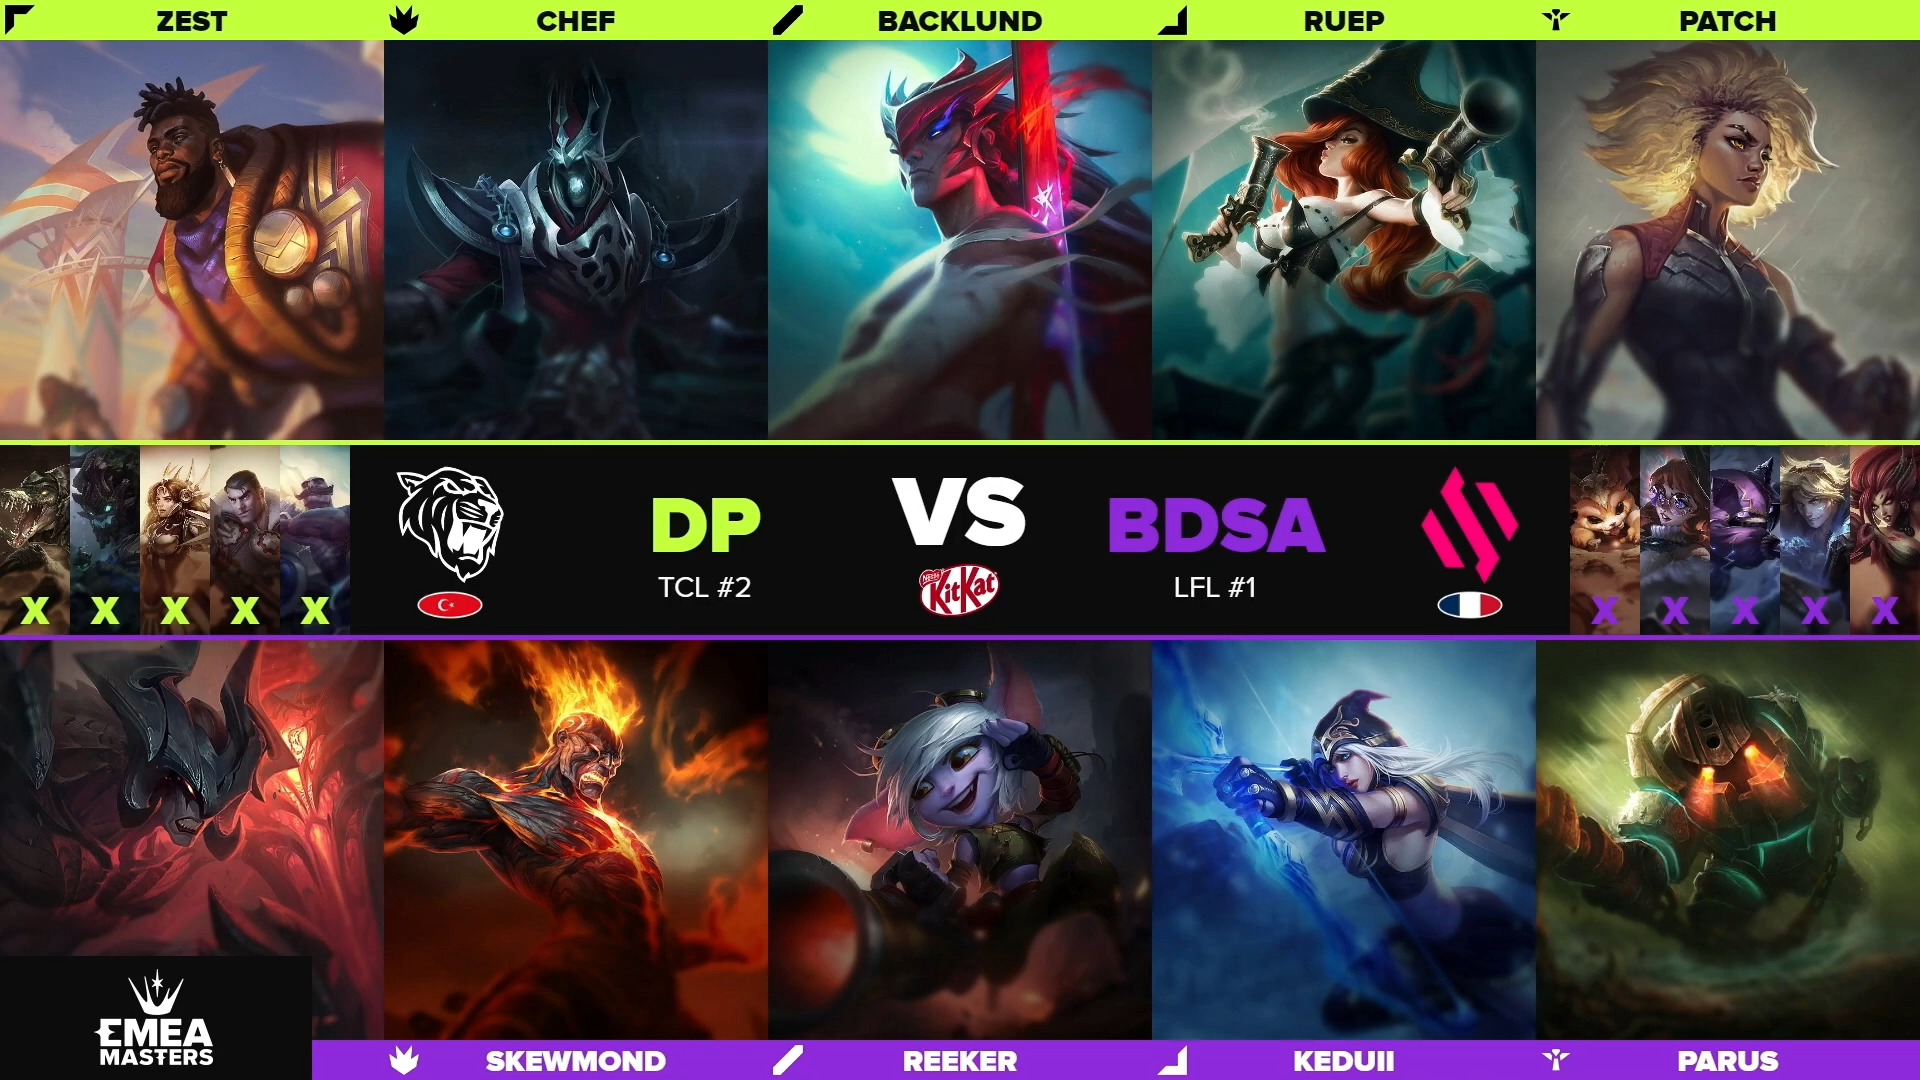 ZEST
CHEF
BACKLUND
RUEP
PATCH
X X X X X
DP
TCL #2
VS
Nestlé
KitKat
BDSA
LFL #1
X X X X X
EMEA
MASTERS
SKEWMOND
REEKER
KEDUII
PARUS